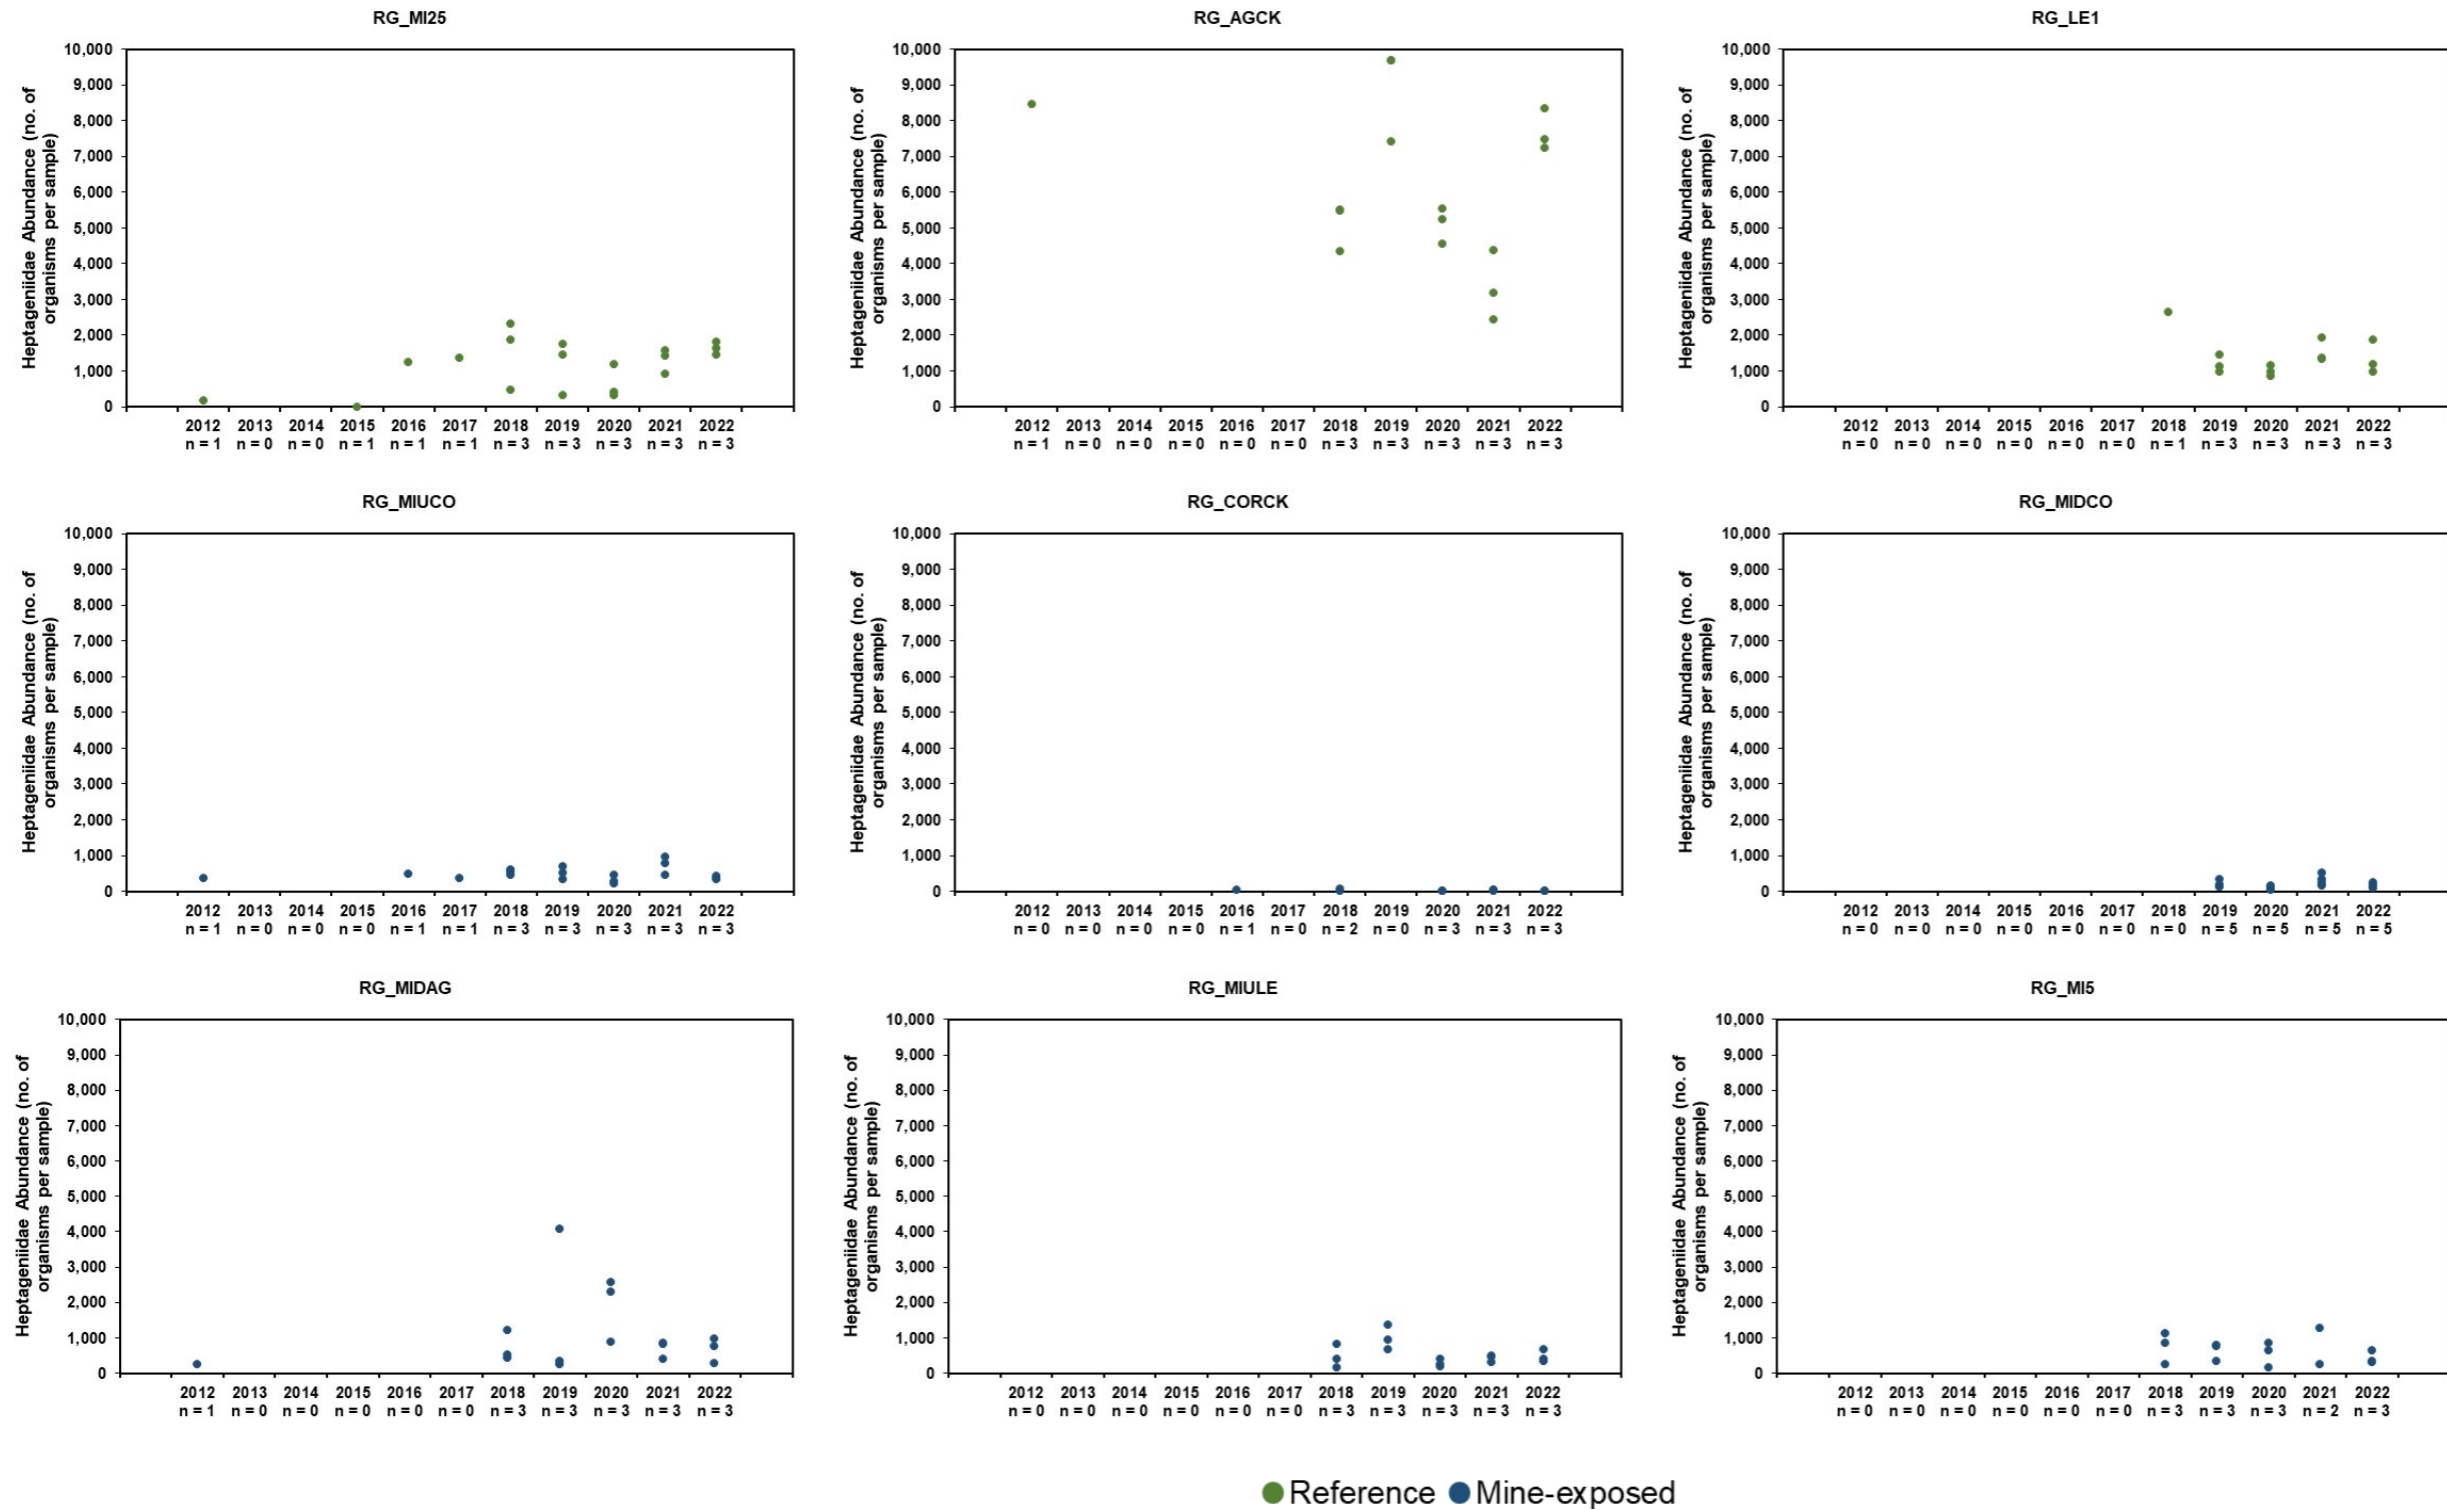 RG_MI25
Heptageniidae Abundance (no. of
organisms per sample)
10,000
9,000
8,000
7,000
6,000
5,000
4,000
3,000
2,000
1,000
0
2012 2013 2014 2015 2016 2017 2018 2019 2020 2021 2022
n = 1 n = 0 n = 0 n = 1 n = 1 n = 1 n = 3 n = 3 n = 3 n = 3 n = 3
RG_AGCK
Heptageniidae Abundance (no. of
organisms per sample)
10,000
9,000
8,000
7,000
6,000
5,000
4,000
3,000
2,000
1,000
0
2012 2013 2014 2015 2016 2017 2018 2019 2020 2021 2022
n = 1 n = 0 n = 0 n = 0 n = 0 n = 0 n = 3 n = 3 n = 3 n = 3 n = 3
RG_LE1
Heptageniidae Abundance (no. of
organisms per sample)
10,000
9,000
8,000
7,000
6,000
5,000
4,000
3,000
2,000
1,000
0
2012 2013 2014 2015 2016 2017 2018 2019 2020 2021 2022
n = 0 n = 0 n = 0 n = 0 n = 0 n = 0 n = 1 n = 3 n = 3 n = 3 n = 3
RG_MIUCO
Heptageniidae Abundance (no. of
organisms per sample)
10,000
9,000
8,000
7,000
6,000
5,000
4,000
3,000
2,000
1,000
0
2012 2013 2014 2015 2016 2017 2018 2019 2020 2021 2022
n = 1 n = 0 n = 0 n = 0 n = 1 n = 1 n = 3 n = 3 n = 3 n = 3 n = 3
RG_CORCK
Heptageniidae Abundance (no. of
organisms per sample)
10,000
9,000
8,000
7,000
6,000
5,000
4,000
3,000
2,000
1,000
0
2012 2013 2014 2015 2016 2017 2018 2019 2020 2021 2022
n = 0 n = 0 n = 0 n = 0 n = 1 n = 0 n = 2 n = 0 n = 3 n = 3 n = 3
RG_MIDCO
Heptageniidae Abundance (no. of
organisms per sample)
10,000
9,000
8,000
7,000
6,000
5,000
4,000
3,000
2,000
1,000
0
2012 2013 2014 2015 2016 2017 2018 2019 2020 2021 2022
n = 0 n = 0 n = 0 n = 0 n = 0 n = 0 n = 0 n = 5 n = 5 n = 5 n = 5
RG_MIDAG
Heptageniidae Abundance (no. of
organisms per sample)
10,000
9,000
8,000
7,000
6,000
5,000
4,000
3,000
2,000
1,000
0
2012 2013 2014 2015 2016 2017 2018 2019 2020 2021 2022
n = 1 n = 0 n = 0 n = 0 n = 0 n = 0 n = 3 n = 3 n = 3 n = 3 n = 3
RG_MIULE
Heptageniidae Abundance (no. of
organisms per sample)
10,000
9,000
8,000
7,000
6,000
5,000
4,000
3,000
2,000
1,000
0
2012 2013 2014 2015 2016 2017 2018 2019 2020 2021 2022
n = 0 n = 0 n = 0 n = 0 n = 0 n = 0 n = 3 n = 3 n = 3 n = 3 n = 3
RG_MI5
Heptageniidae Abundance (no. of
organisms per sample)
10,000
9,000
8,000
7,000
6,000
5,000
4,000
3,000
2,000
1,000
0
2012 2013 2014 2015 2016 2017 2018 2019 2020 2021 2022
n = 0 n = 0 n = 0 n = 0 n = 0 n = 0 n = 3 n = 3 n = 3 n = 2 n = 3
Reference Mine-exposed